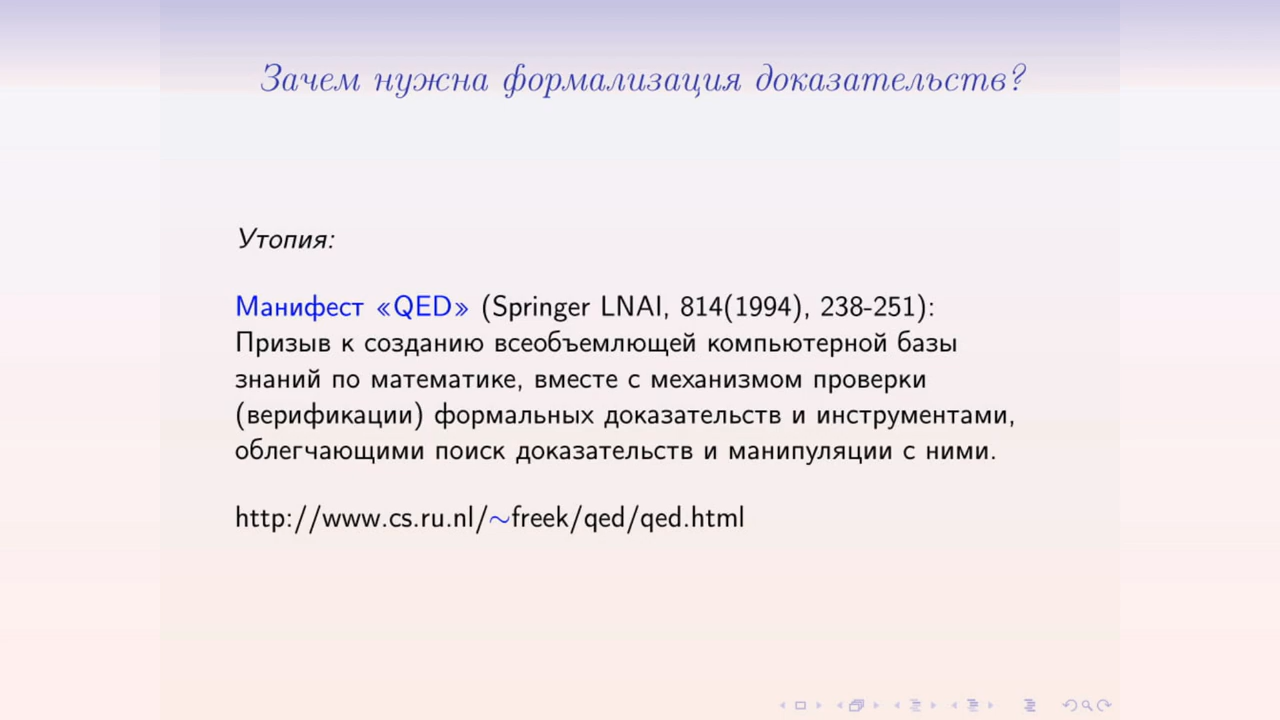 Зачем нужна формализация доказательств?
Утопия:
Манифест «QED» (Springer LNAI, 814(1994), 238-251):
Призыв к созданию всеобъемлющей компьютерной базы
знаний по математике, вместе с механизмом проверки
(верификации) формальных доказательств и инструментами,
облегчающими поиск доказательств и манипуляции с ними.
http://www.cs.ru.nl/∼freek/qed/qed.html